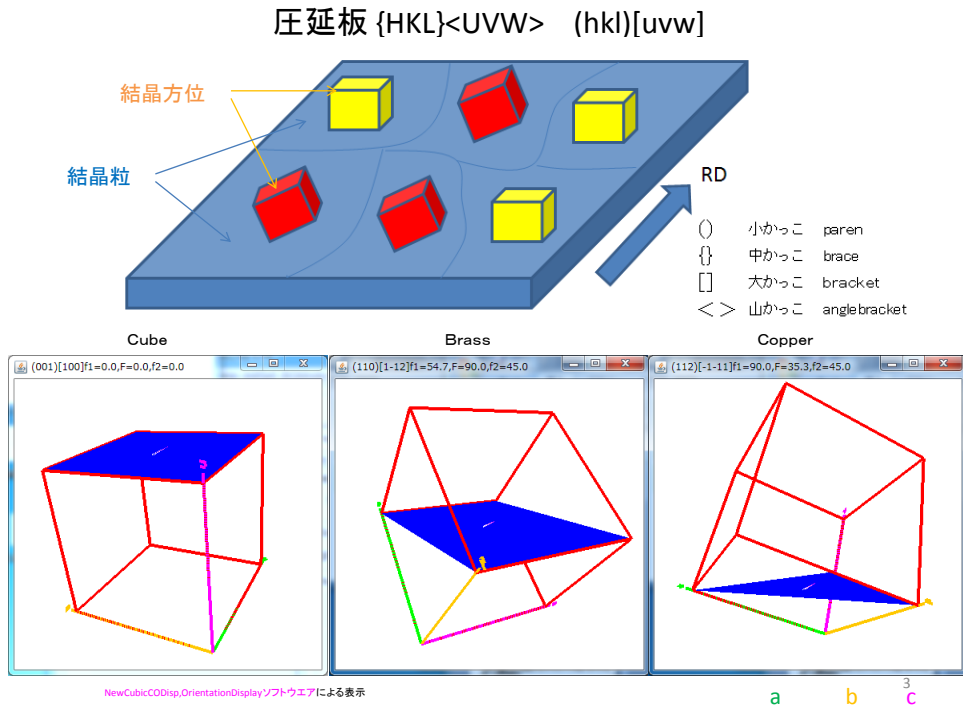 圧延板 {HKL}<UVW> (hkl)[uvw]
結晶方位
結晶粒
RD
() 小かっこ paren
{} 中かっこ brace
[] 大かっこ bracket
< > 山かっこ anglebracket
Cube Brass Copper
(001)[100]f1=0.0,F=0.0,f2=0.0
(110)[1-12]f1=54.7,F=90.0,f2=45.0
(112)[-1-11]f1=90.0,F=35.3,f2=45.0
NewCubicCODisp,OrientationDisplayソフトウエアによる表示
3
a b c